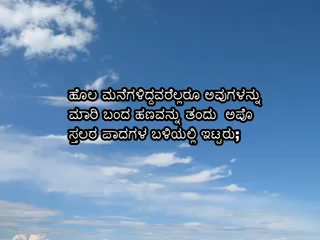 ಹೊಲ ಮನೆಗಳಿದ್ದವರೆಲ್ಲರೂ ಅವುಗಳನ್ನು
ಮಾರಿ ಬಂದ ಹಣವನ್ನು ತಂದು ಅಪೊ
ಸ್ತಲರ ಪಾದಗಳ ಬಳಿಯಲ್ಲಿ ಇಟ್ಟರು;